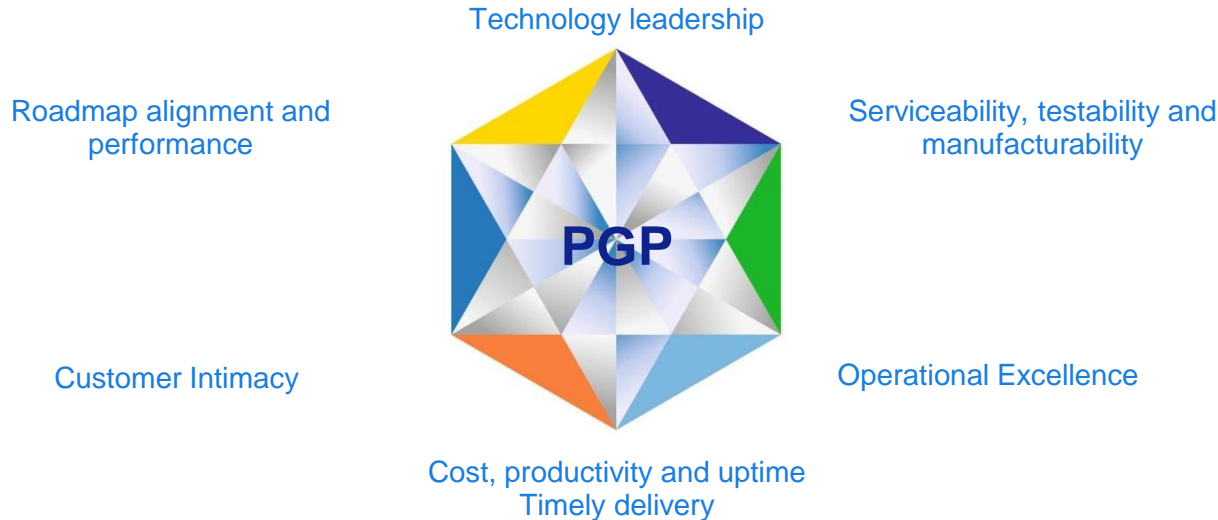 Technology leadership
Roadmap alignment and
performance
Serviceability, testability and
manufacturability
PGP
Customer Intimacy
Operational Excellence
Cost, productivity and uptime
Timely delivery